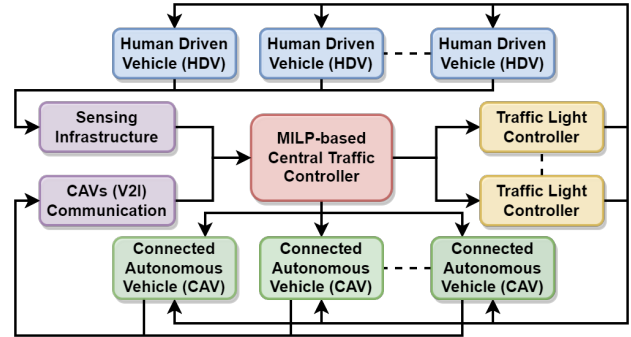 Human Driven
Vehicle (HDV)
Human Driven
Vehicle (HDV)
Human Driven
Vehicle (HDV)
Sensing
Infrastructure
MILP-based
Central Traffic
Controller
Traffic Light
Controller
CAVs (V2I)
Communication
Traffic Light
Controller
Connected
Autonomous
Vehicle (CAV)
Connected
Autonomous
Vehicle (CAV)
Connected
Autonomous
Vehicle (CAV)